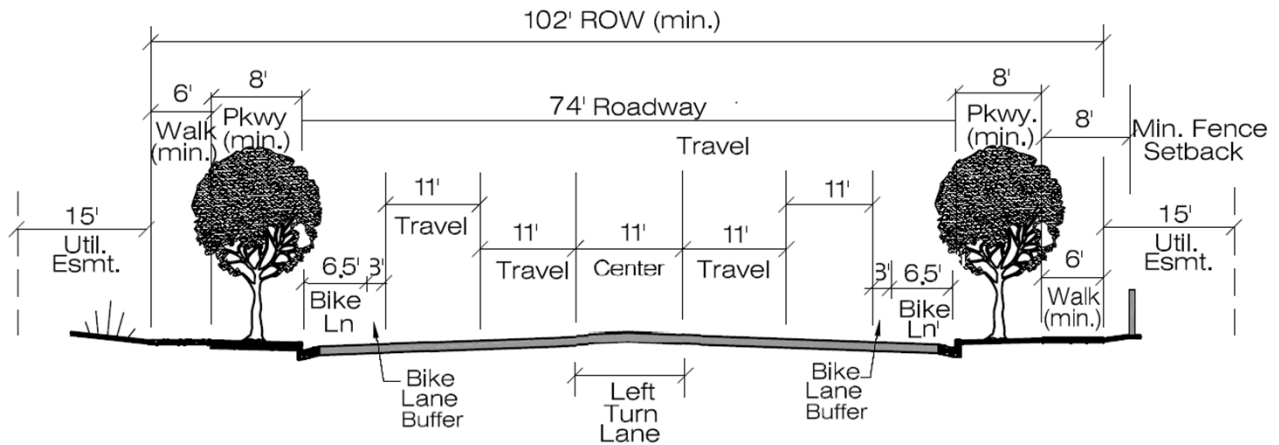 102' ROW (min.)
8'
8'
6'
74' Roadway
8'
Pkwy
(min.)
Pkwy.
(min.)
Walk
(min.)
Min. Fence
Setback
Travel
11'
11'
15'
Util.
Esmt.
Travel
11'
11'
11'
15'
Util.
Esmt.
Travel
Center
Travel
6.5'
3'
3'
6.5'
6'
Bike
Ln
Bike
Ln'
Walk
(min.)
Bike
Lane
Buffer
Left
Turn
Lane
Bike
Lane
Buffer